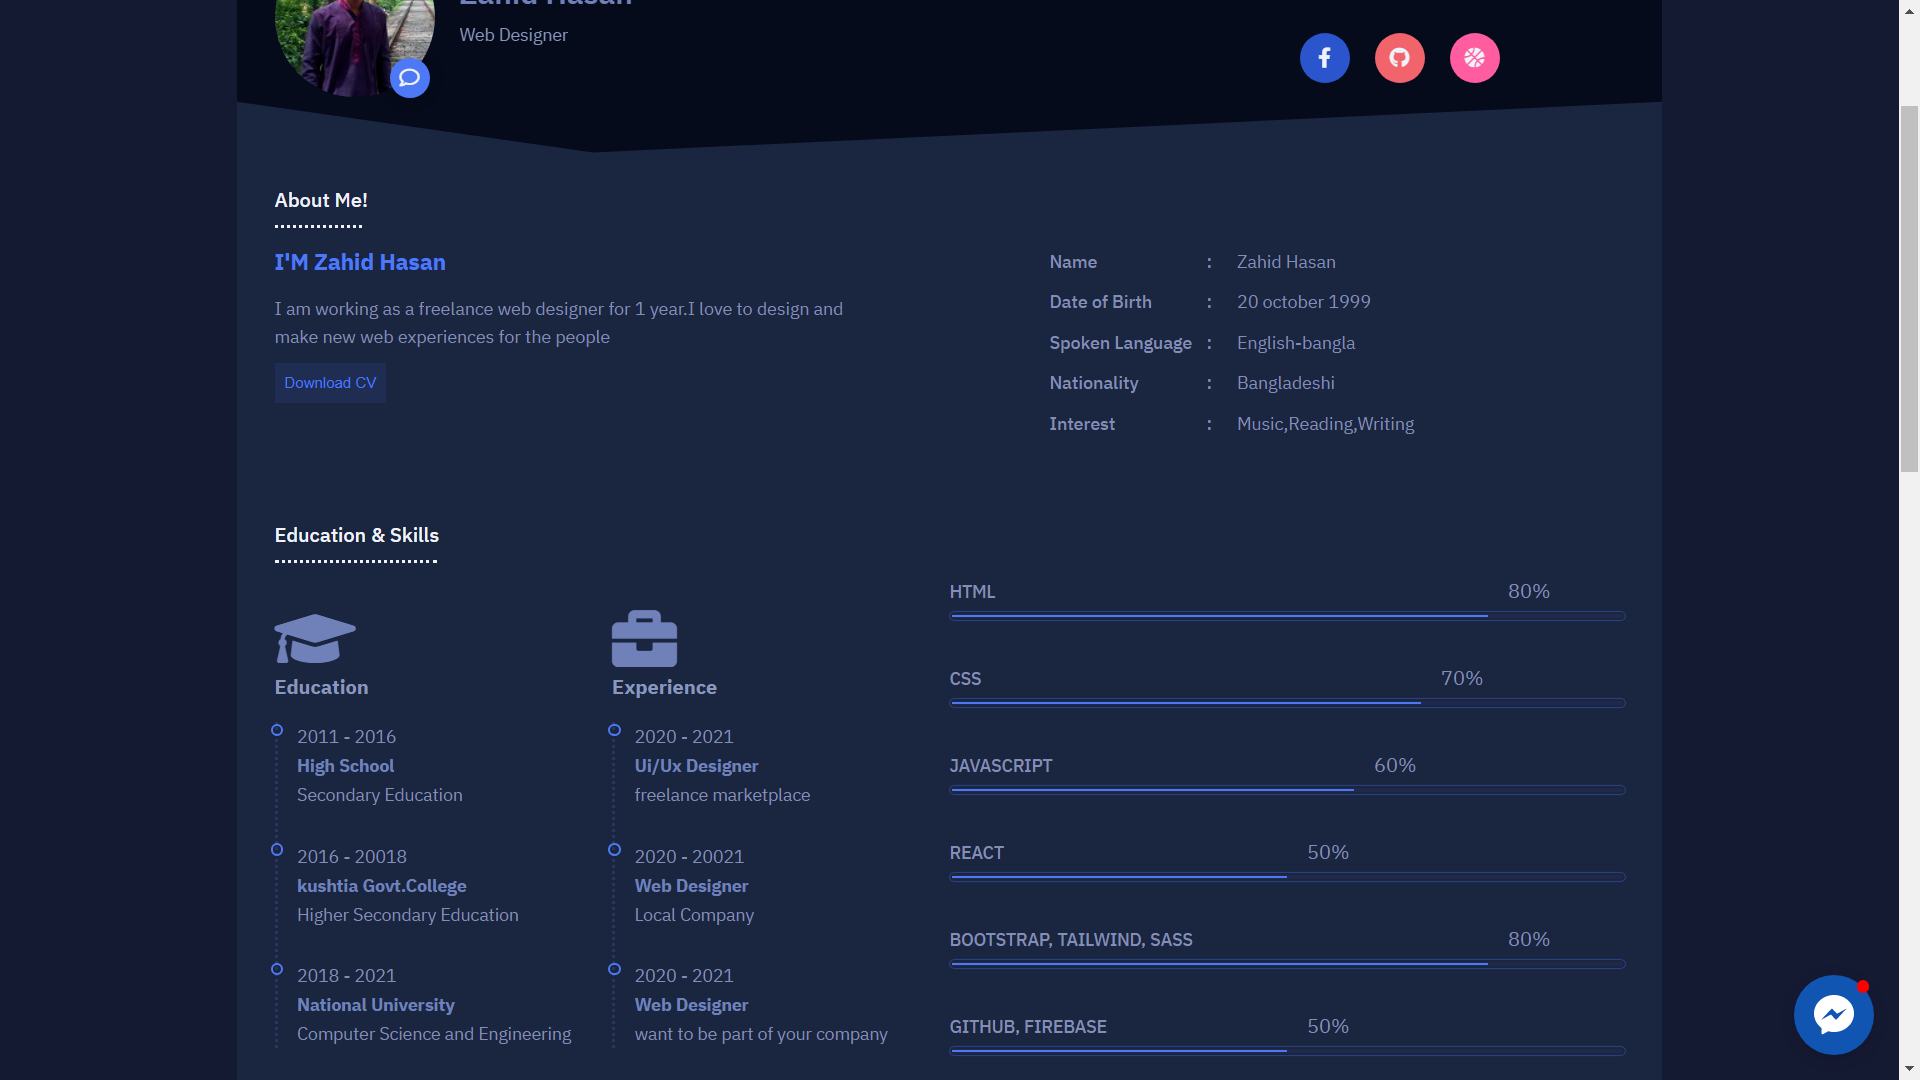 Zahid Hasan
Web Designer
About Me!
I'M Zahid Hasan
I am working as a freelance web designer for 1 year.I love to design and
make new web experiences for the people
Download CV
Name : Zahid Hasan
Date of Birth : 20 october 1999
Spoken Language : English-bangla
Nationality : Bangladeshi
Interest : Music,Reading,Writing
Education & Skills
Education
2011 - 2016
High School
Secondary Education
2016 - 20018
kushtia Govt.College
Higher Secondary Education
2018 - 2021
National University
Computer Science and Engineering
Experience
2020 - 2021
Ui/Ux Designer
freelance marketplace
2020 - 20021
Web Designer
Local Company
2020 - 2021
Web Designer
want to be part of your company
HTML 80%
CSS 70%
JAVASCRIPT 60%
REACT 50%
BOOTSTRAP, TAILWIND, SASS 80%
GITHUB, FIREBASE 50%